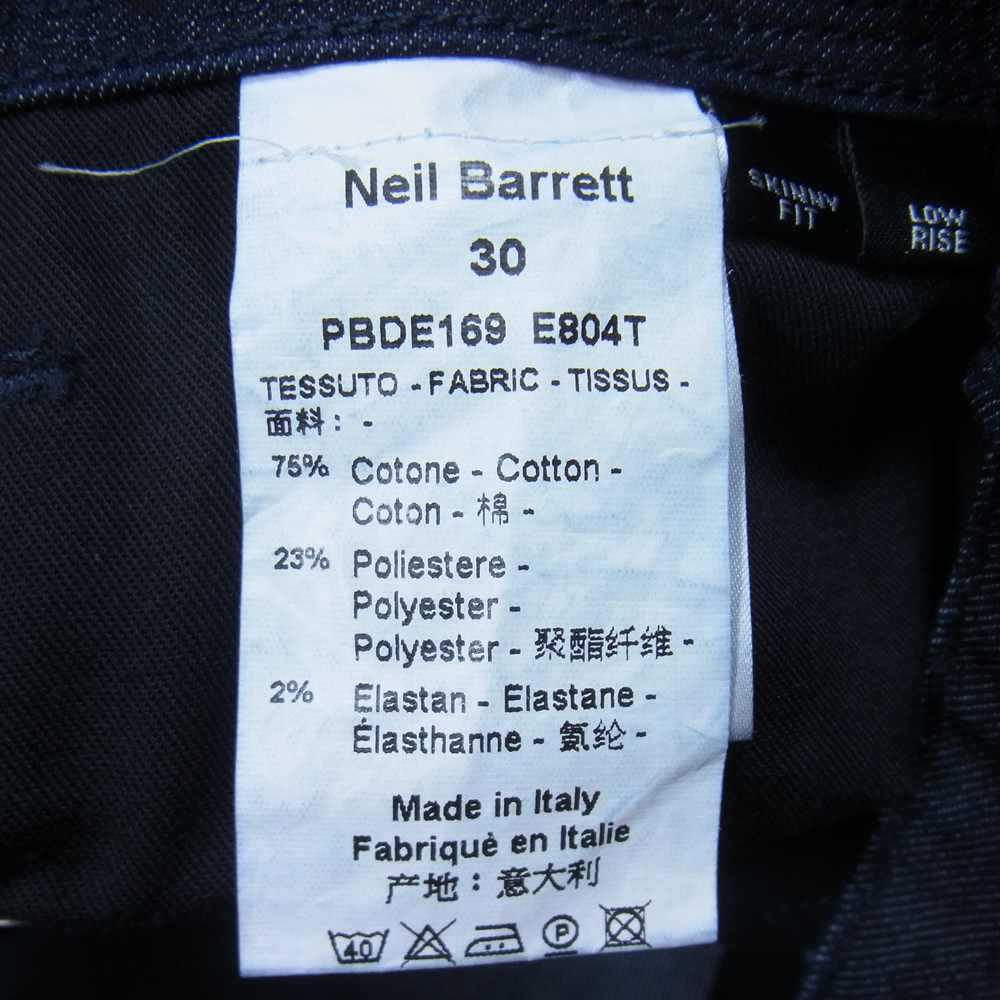 Neil Barrett
30
PBDE169 E804T
TESSUTO - FABRIC - TISSUS -
面料： -
75% Cotone - Cotton -
Coton - 棉 -
23% Poliestere -
Polyester -
Polyester - 聚酯纤维 -
2% Elastan - Elastane -
Élasthanne - 氨纶 -
Made in Italy
Fabriquè en Italie
产地：意大利
40 P
SKINNY
FIT
LOW
RISE